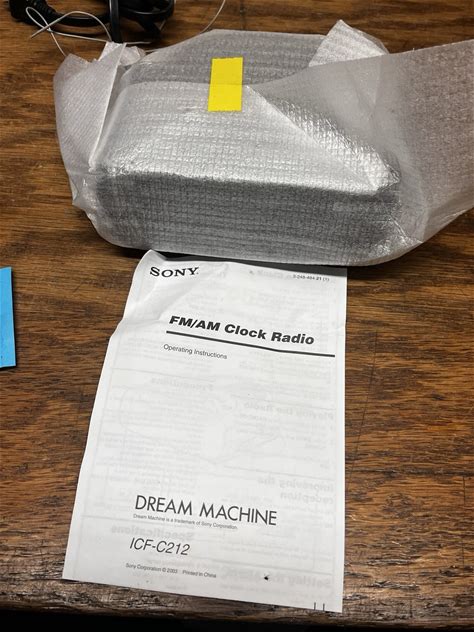 SONY
FM/AM Clock Radio
Operating Instructions
DREAM MACHINE
Dream Machine is a trademark of Sony Corporation.
ICF-C212
Sony Corporation © 2003 Printed in China